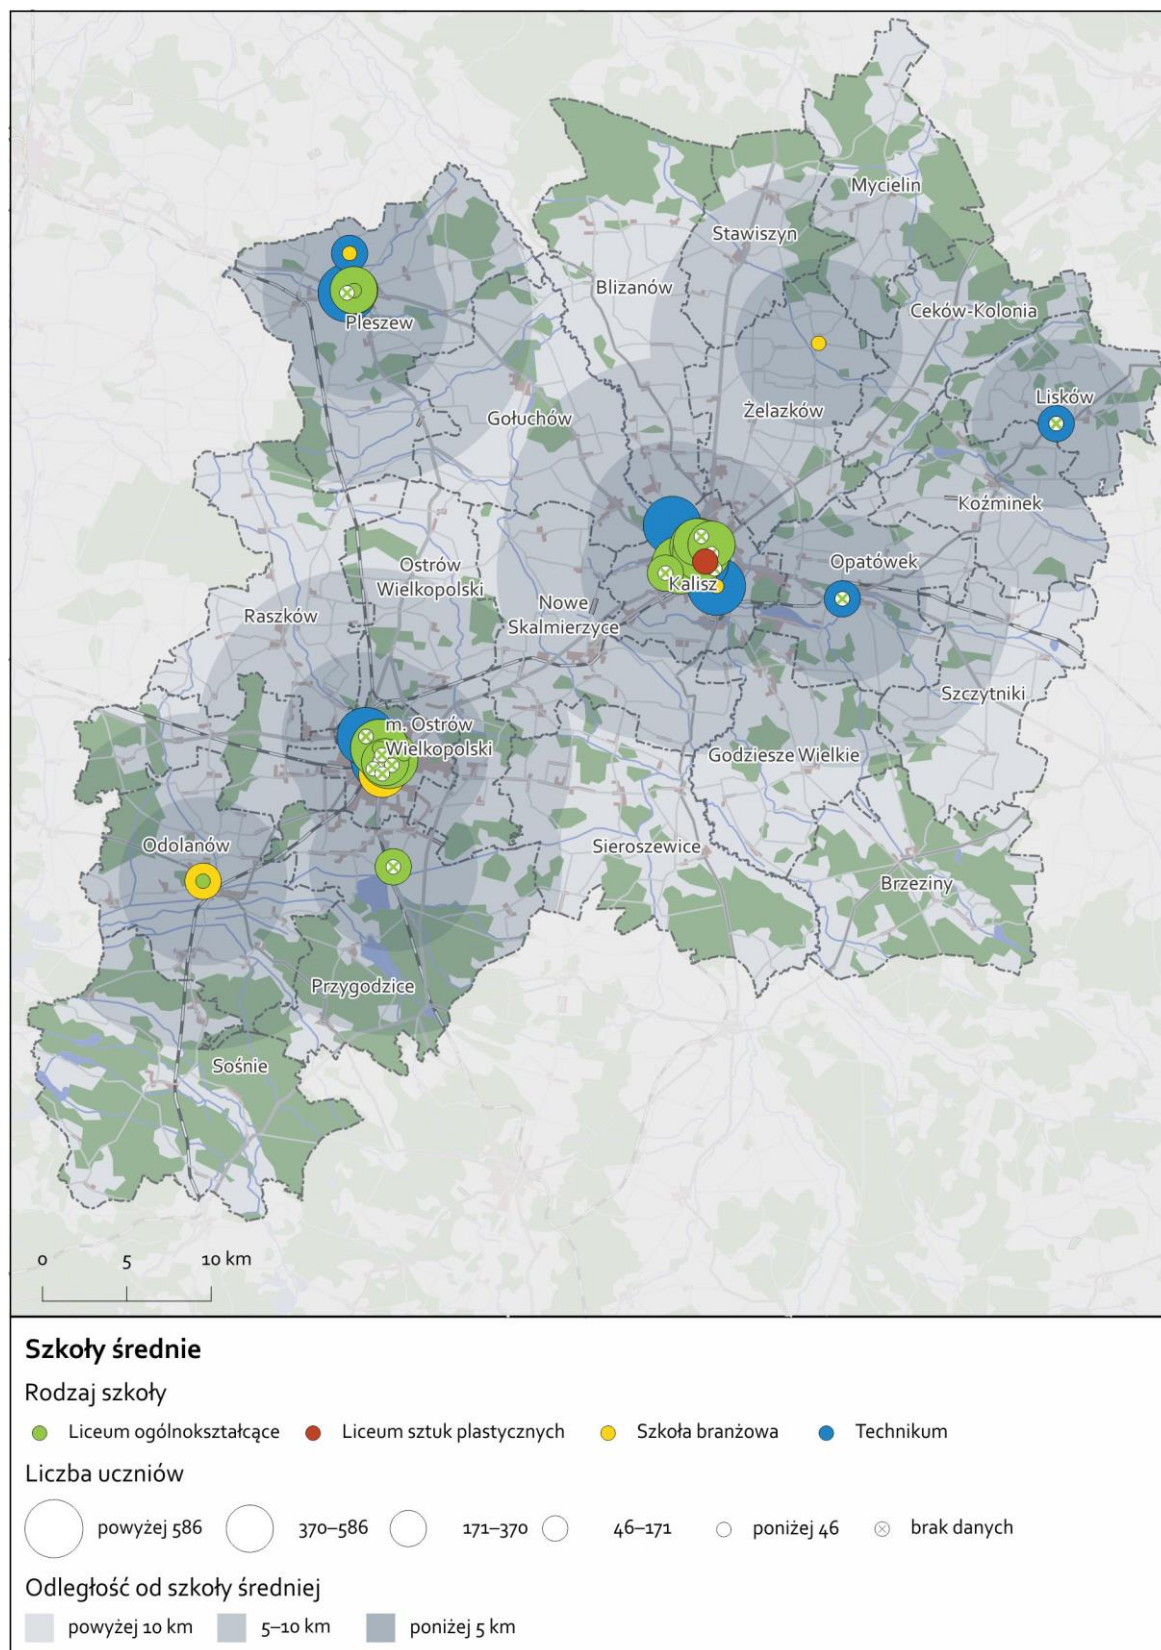 Mycielin
Stawiszyn
Blizanów
Ceków-Kolonia
Pleszew
Lisków
Gołuchów
Żelazków
Koźminek
Opatówek
Ostrów
Wielkopolski
Kalisz
Nowe
Skalmierzyce
Raszków
Szczytniki
m. Ostrów
Wielkopolski
Godziesze Wielkie
Odolanów
Sieroszewice
Brzeziny
Przygodzice
Sośnie
0 5 10 km
Szkoły średnie
Rodzaj szkoły
Liceum ogólnokształcące Liceum sztuk plastycznych Szkoła branżowa Technikum
Liczba uczniów
powyżej 586 370–586 171–370 46–171 poniżej 46 brak danych
Odległość od szkoły średniej
powyżej 10 km 5–10 km poniżej 5 km